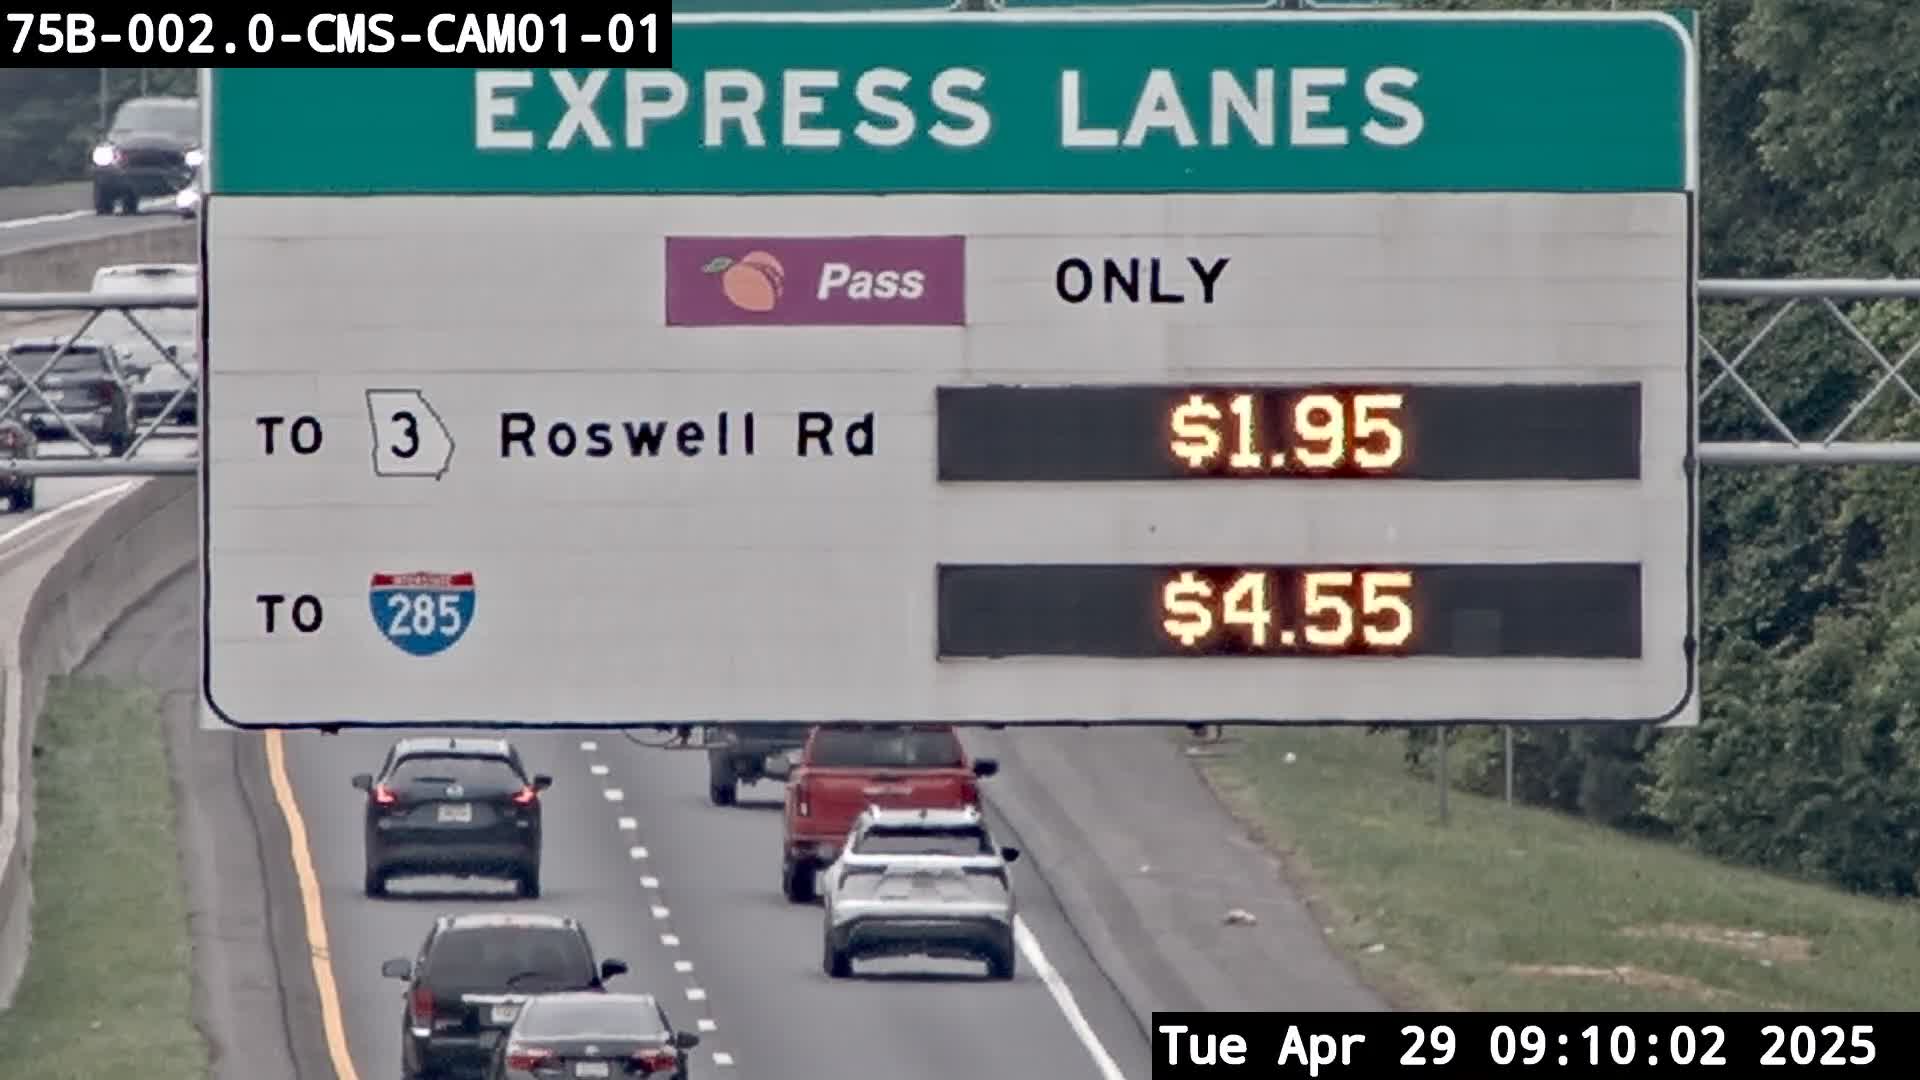 75B-002.0-CMS-CAM01-01
EXPRESS LANES
Pass ONLY
TO 3 Roswell Rd $1.95
TO 285 $4.55
Tue Apr 29 09:10:02 2025